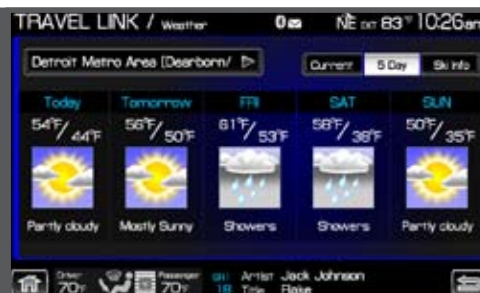 TRAVEL LINK / Weather 0 NE EXT 83° 10:26am
Detroit Metro Area (Dearborn/
Current 5 Day Ski Info
Today Tomorrow FRI SAT SUN
54°F/44°F 56°F/50°F 61°F/53°F 58°F/38°F 50°F/35°F
Partly cloudy Mostly Sunny Showers Showers Partly cloudy
Driver Passenger Artist Jack Johnson
70°F 70°F 18 Title